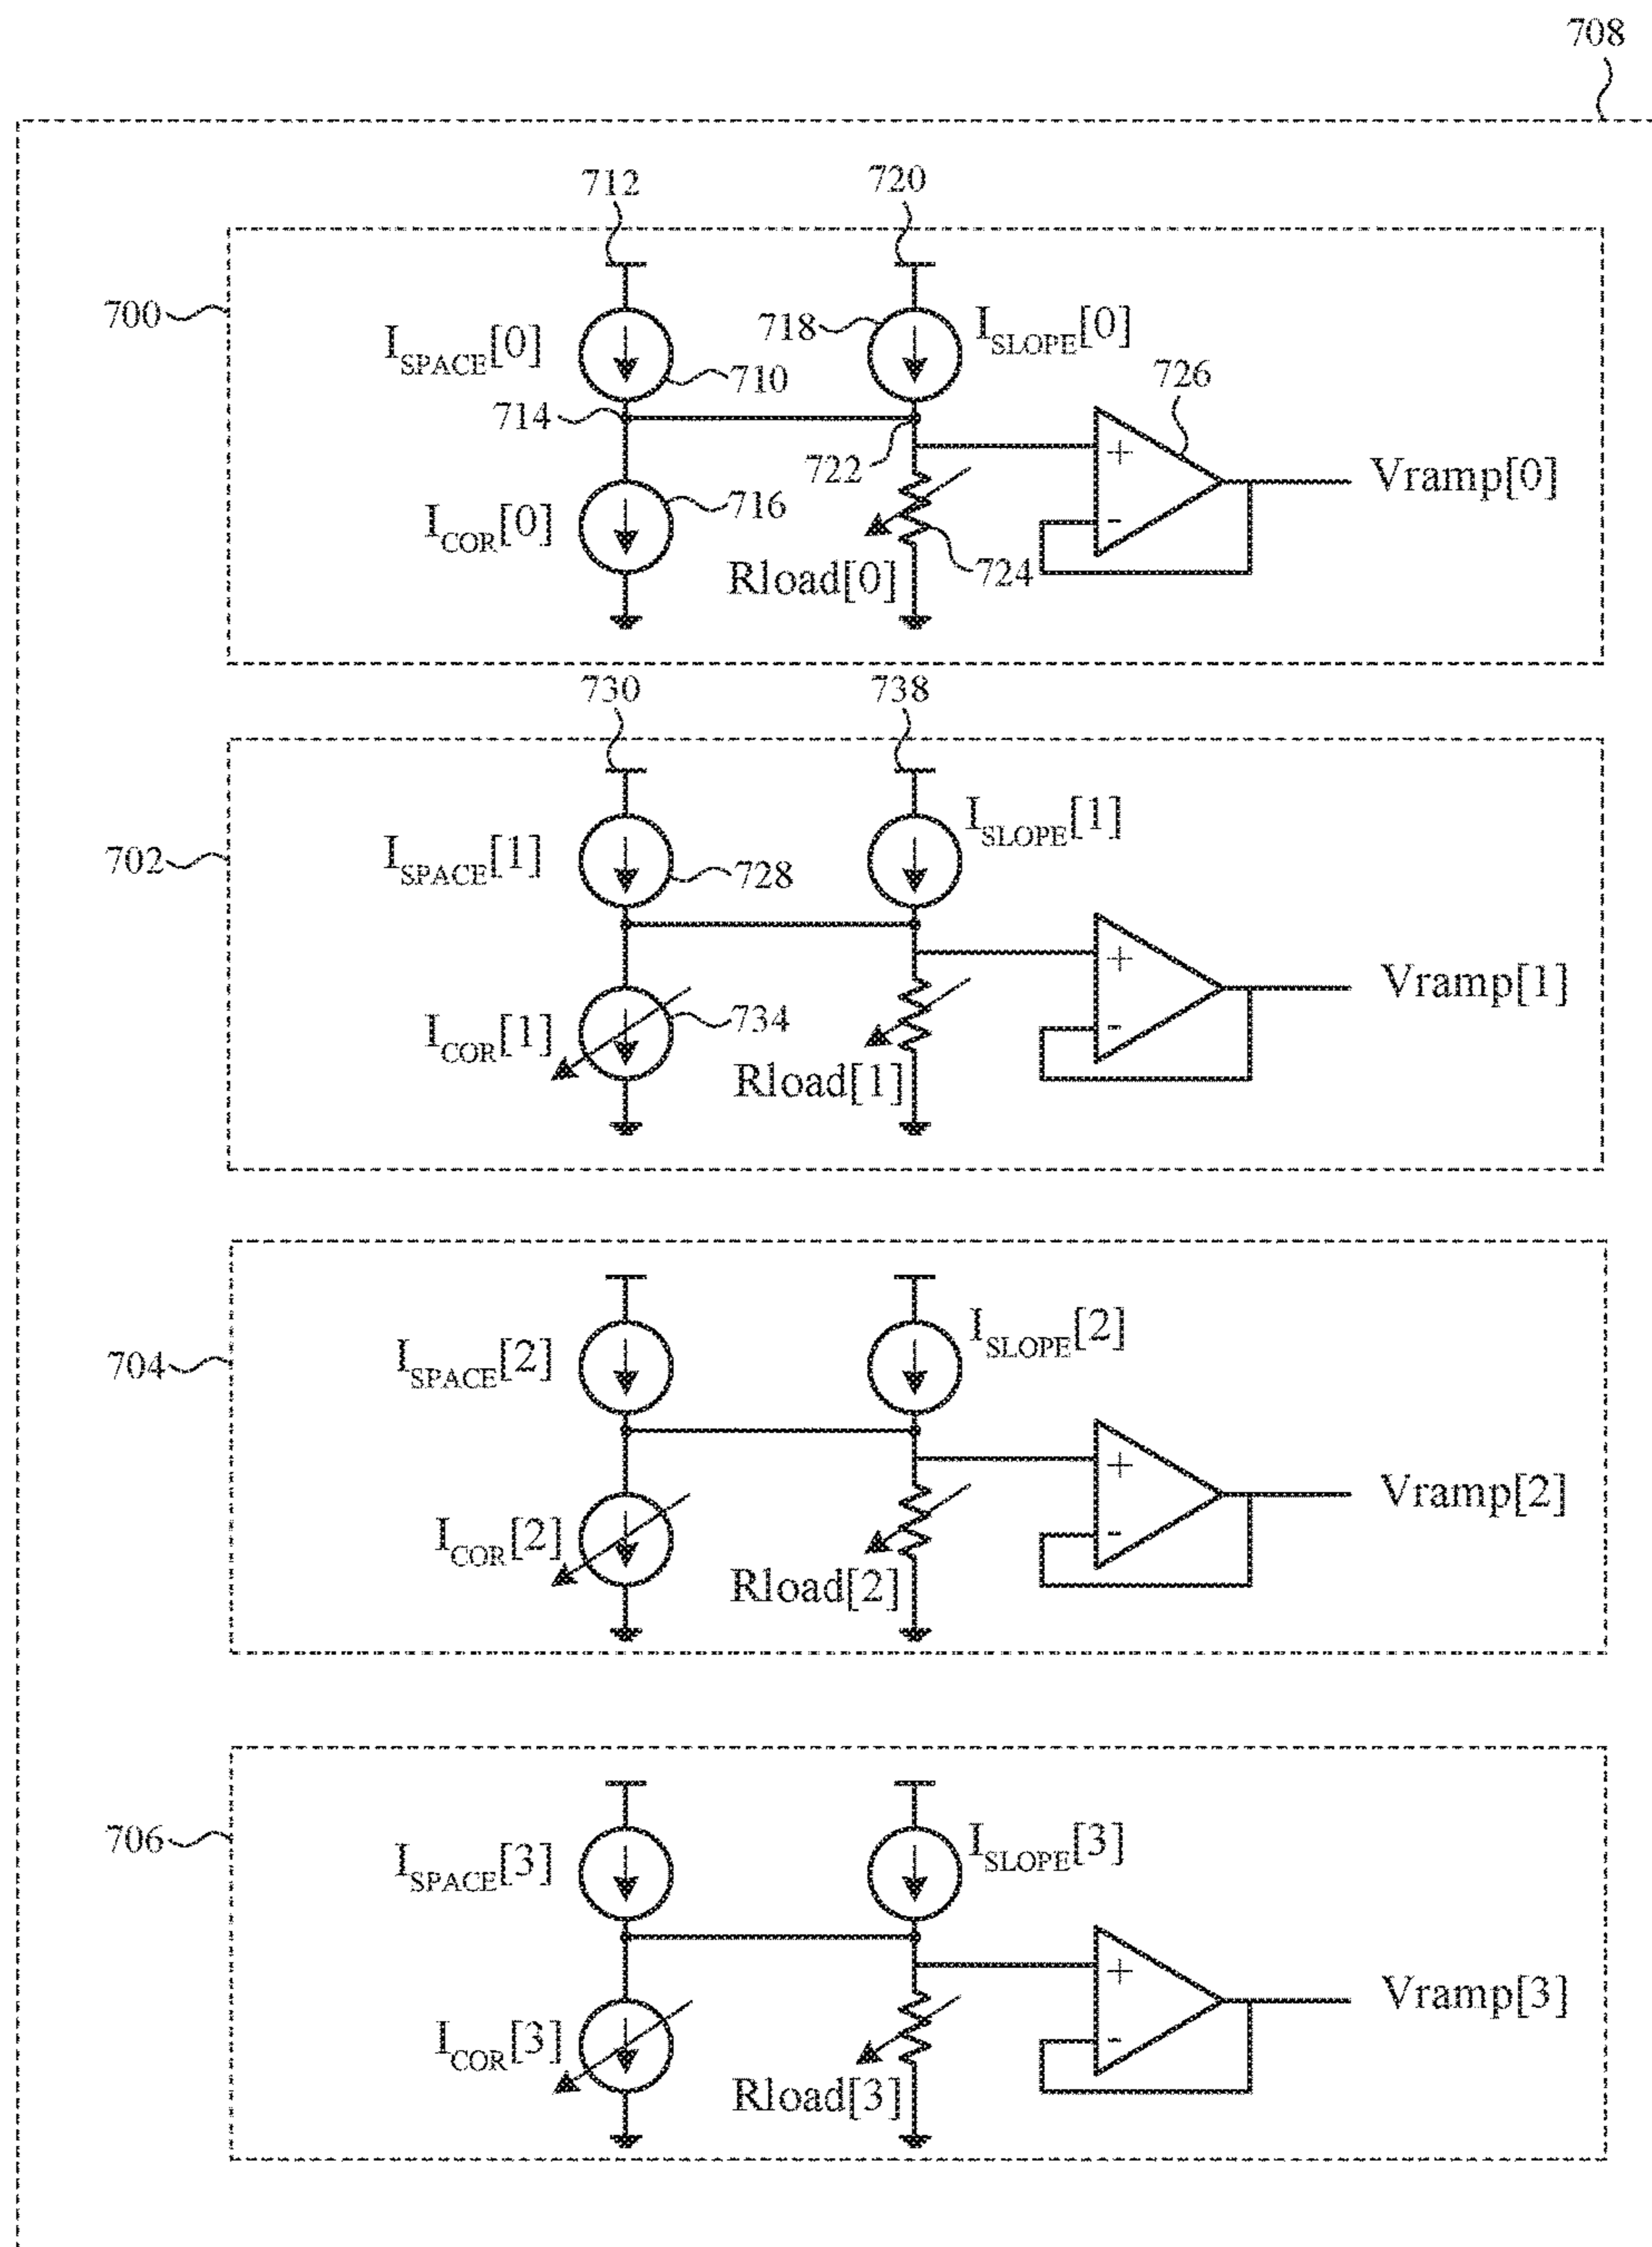 708
712
720
700
I_SPACE[0]
718
I_SLOPE[0]
710
726
714
722
+
Vramp[0]
I_COR[0]
716
-
Rload[0]
724
730
738
702
I_SPACE[1]
728
I_SLOPE[1]
+
Vramp[1]
I_COR[1]
734
-
Rload[1]
704
I_SPACE[2]
I_SLOPE[2]
+
Vramp[2]
I_COR[2]
-
Rload[2]
706
I_SPACE[3]
I_SLOPE[3]
+
Vramp[3]
I_COR[3]
-
Rload[3]